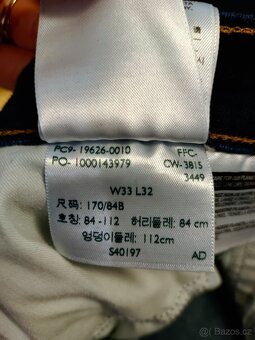 PC9- 19626-0010
FFC:
PO- 1000143979
CW-3815
3449
W33 L32
尺码: 170/84B
호칭: 84 -112 허리둘레: 84 cm
엉덩이둘레: 112cm
S40197
AD